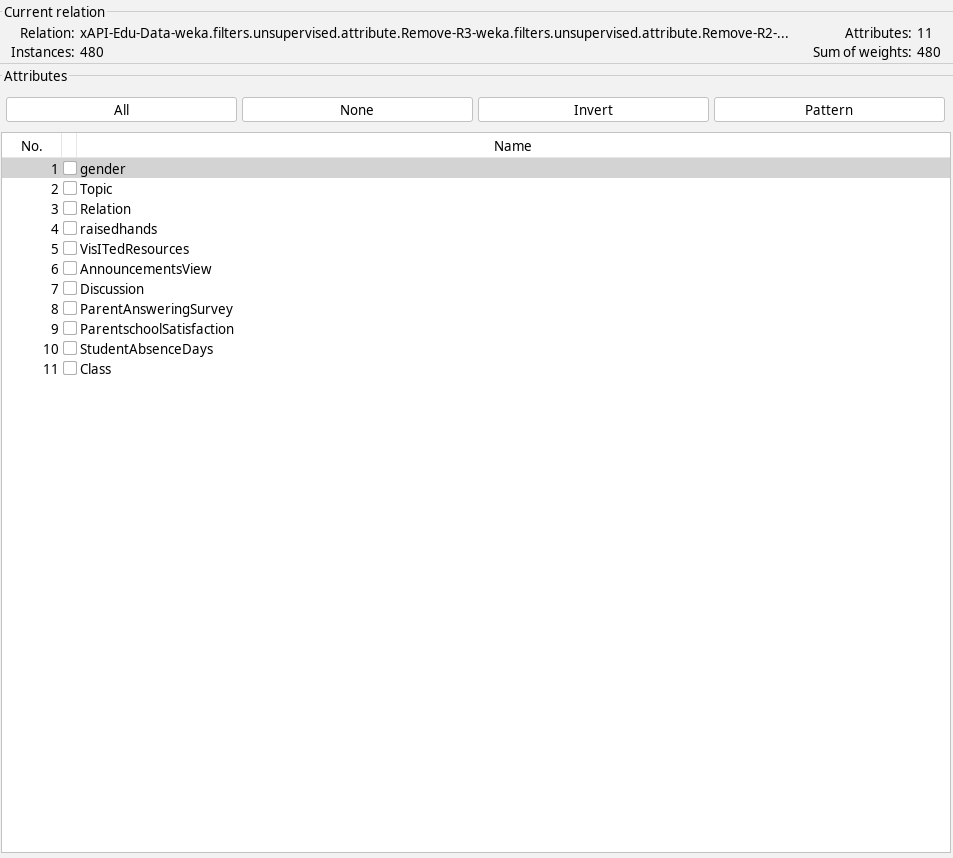 Current relation
Relation: xAPI-Edu-Data-weka.filters.unsupervised.attribute.Remove-R3-weka.filters.unsupervised.attribute.Remove-R2-... Attributes: 11
Instances: 480 Sum of weights: 480
Attributes
All None Invert Pattern
No. Name
1 gender
2 Topic
3 Relation
4 raisedhands
5 VisITedResources
6 AnnouncementsView
7 Discussion
8 ParentAnsweringSurvey
9 ParentschoolSatisfaction
10 StudentAbsenceDays
11 Class